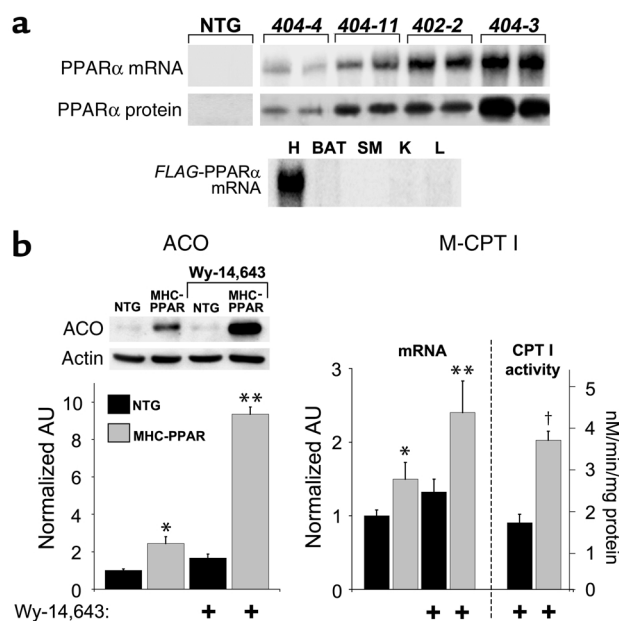 a
NTG 404-4 404-11 402-2 404-3
PPARα mRNA
PPARα protein
H BAT SM K L
FLAG-PPARα
mRNA
b
ACO M-CPT I
Wy-14,643
NTG MHC-PPAR NTG MHC-PPAR
ACO
Actin
Normalized AU
10
8
6
4
2
0
NTG
MHC-PPAR
*
**
Wy-14,643: + +
Normalized AU
3
2
1
0
mRNA
*
**
+ +
CPT I
activity
†
5
4
3
2
1
0
nM/min/mg protein
+ +